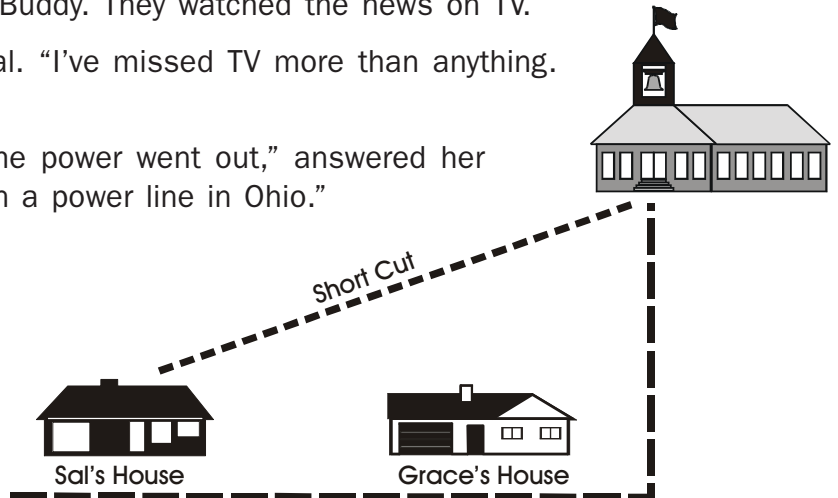 Buddy. They watched the news on TV.
al. “I’ve missed TV more than anything.
he power went out,” answered her
n a power line in Ohio.”
Short Cut
Sal’s House
Grace’s House